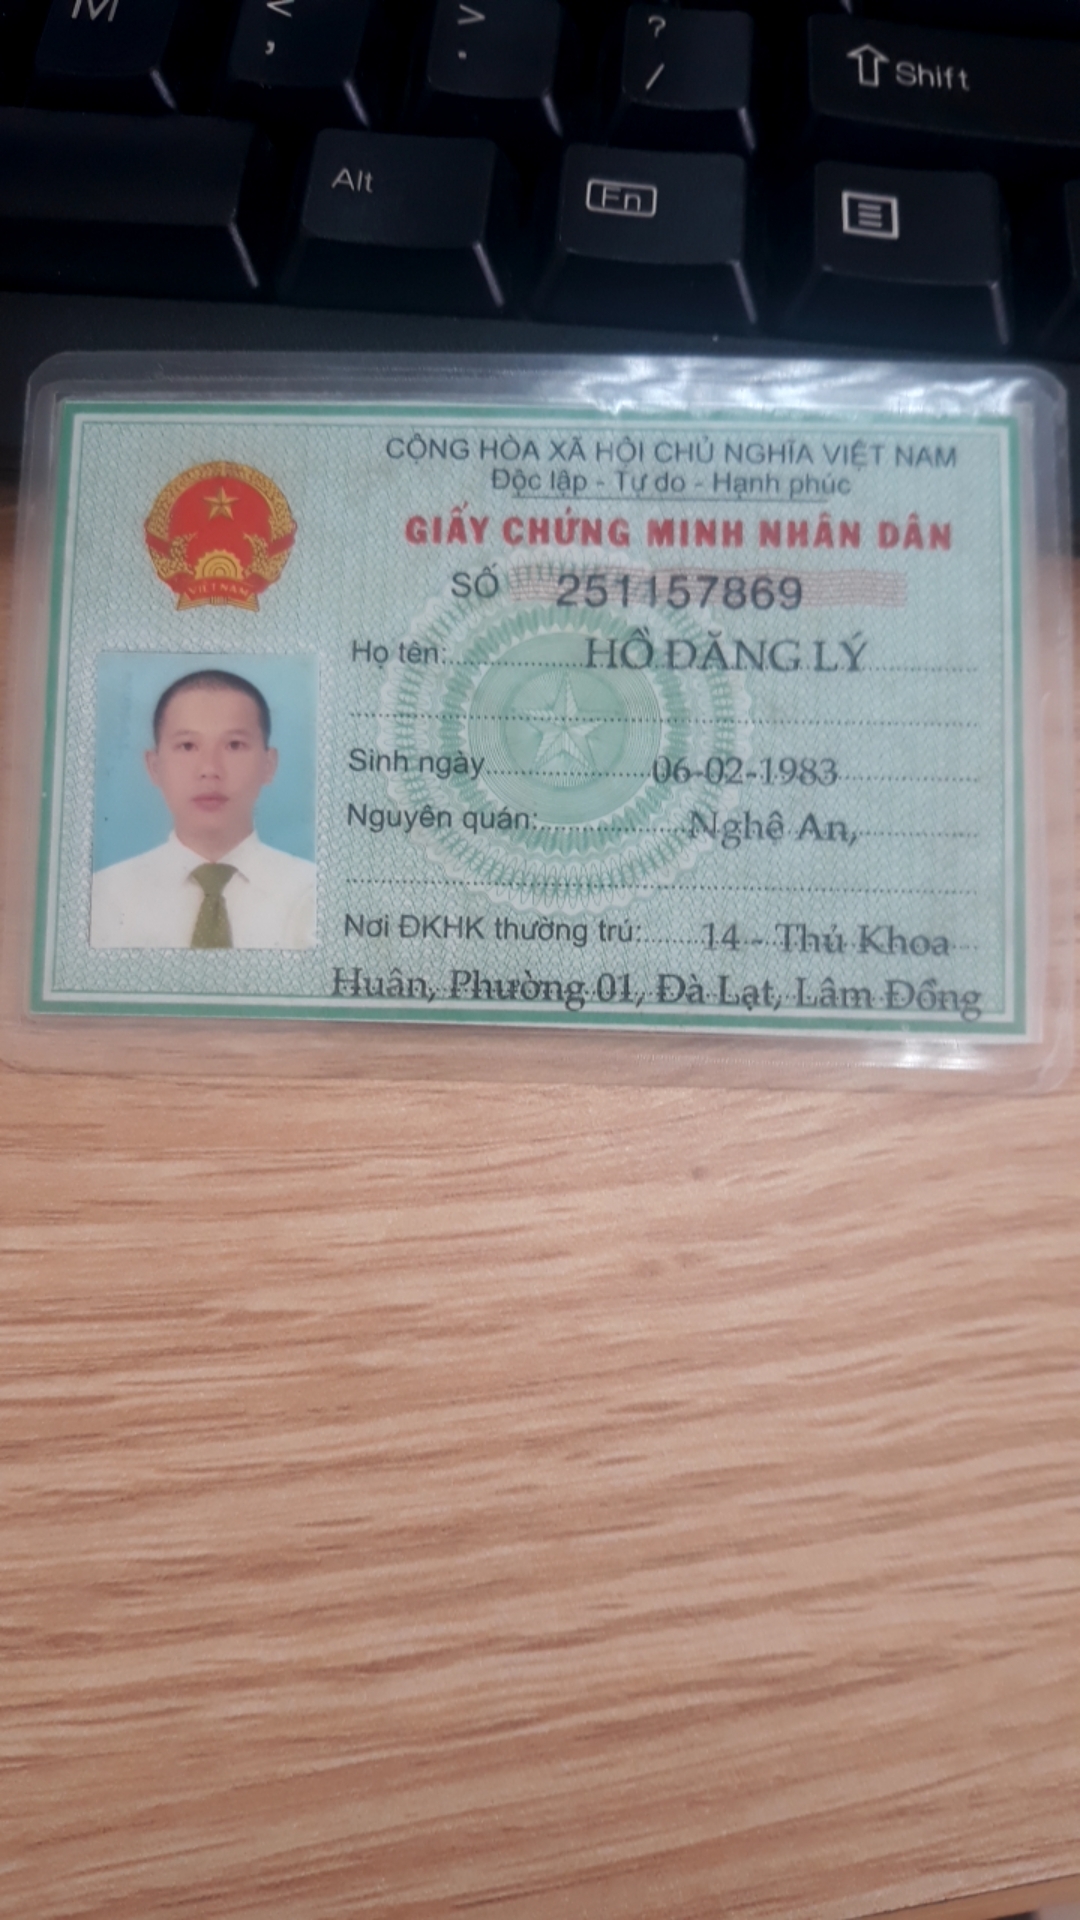 M < , > . ? / Shift
Alt Fn
CỘNG HÒA XÃ HỘI CHỦ NGHĨA VIỆT NAM
Độc lập - Tự do - Hạnh phúc
GIẤY CHỨNG MINH NHÂN DÂN
SỐ 251157869
VIỆT NAM
Họ tên: HỒ ĐĂNG LÝ
Sinh ngày 06-02-1983
Nguyên quán: Nghê An,
Nơi ĐKHK thường trú: 14 - Thủ Khoa
Huân, Phường 01, Đà Lạt, Lâm Đồng